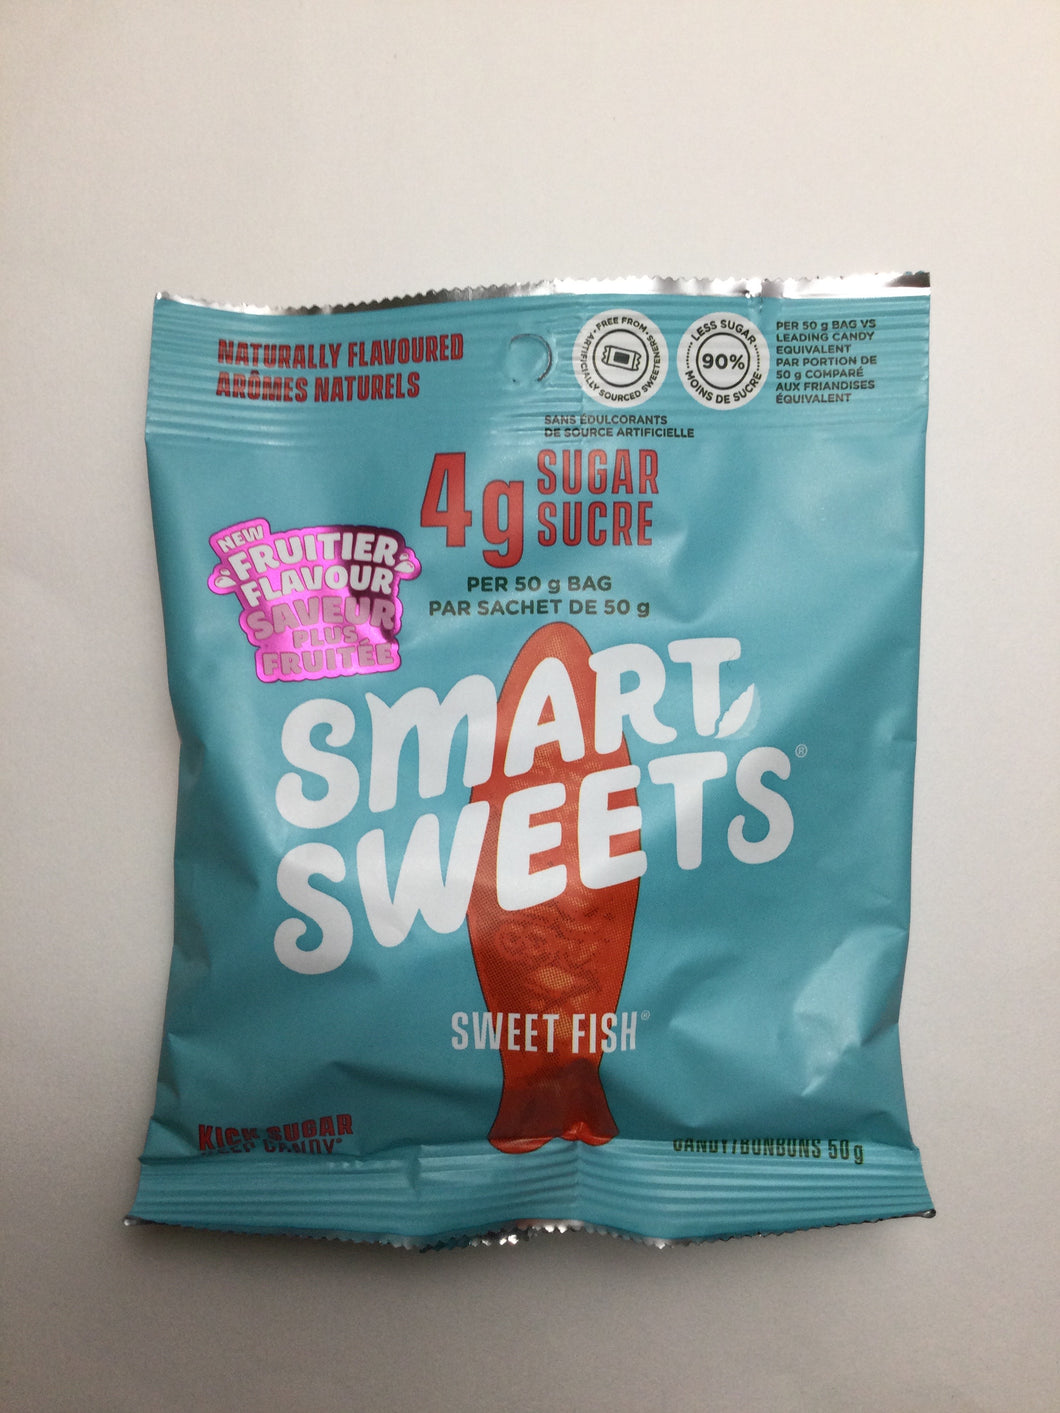 NATURALLY FLAVOURED
ARÔMES NATURELS
FREE FROM
ARTIFICIALLY SOURCED SWEETENERS
SANS ÉDULCORANTS
DE SOURCE ARTIFICIELLE
LESS SUGAR
90%
MOINS DE SUCRE
PER 50 g BAG VS
LEADING CANDY
EQUIVALENT
PAR PORTION DE
50 g COMPARÉ
AUX FRIANDISES
ÉQUIVALENT
4g SUGAR
SUCRE
PER 50 g BAG
PAR SACHET DE 50 g
NEW
FRUITIER
FLAVOUR
SAVEUR
PLUS
FRUITÉE
SMART
SWEETS®
SWEET FISH®
KICK SUGAR
KEEP CANDY®
CANDY/BONBONS 50 g